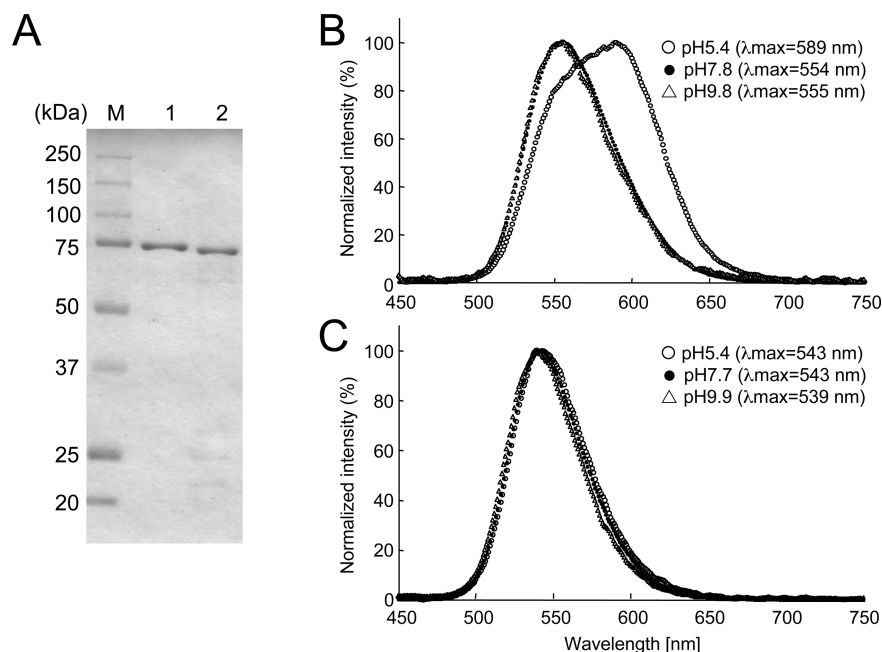 A
(kDa) M 1 2
250
150
100
75
50
37
25
20
B
Normalized intensity (%)
100
80
60
40
20
0
450 500 550 600 650 700 750
○ pH5.4 (λmax=589 nm)
● pH7.8 (λmax=554 nm)
△ pH9.8 (λmax=555 nm)
C
Normalized intensity (%)
100
80
60
40
20
0
450 500 550 600 650 700 750
○ pH5.4 (λmax=543 nm)
● pH7.7 (λmax=543 nm)
△ pH9.9 (λmax=539 nm)
Wavelength [nm]